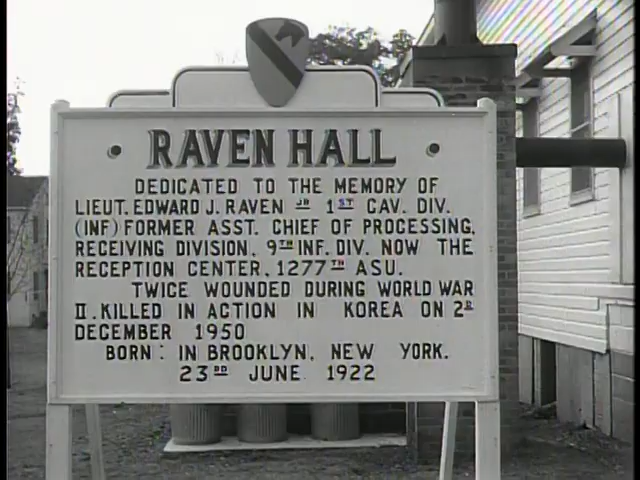 RAVEN HALL
DEDICATED TO THE MEMORY OF
LIEUT. EDWARD J. RAVEN JR 1ST CAV. DIV.
(INF) FORMER ASST. CHIEF OF PROCESSING,
RECEIVING DIVISION, 9TH INF. DIV. NOW THE
RECEPTION CENTER, 1277TH ASU.
TWICE WOUNDED DURING WORLD WAR
II. KILLED IN ACTION IN KOREA ON 2D
DECEMBER 1950
BORN: IN BROOKLYN, NEW YORK.
23RD JUNE 1922